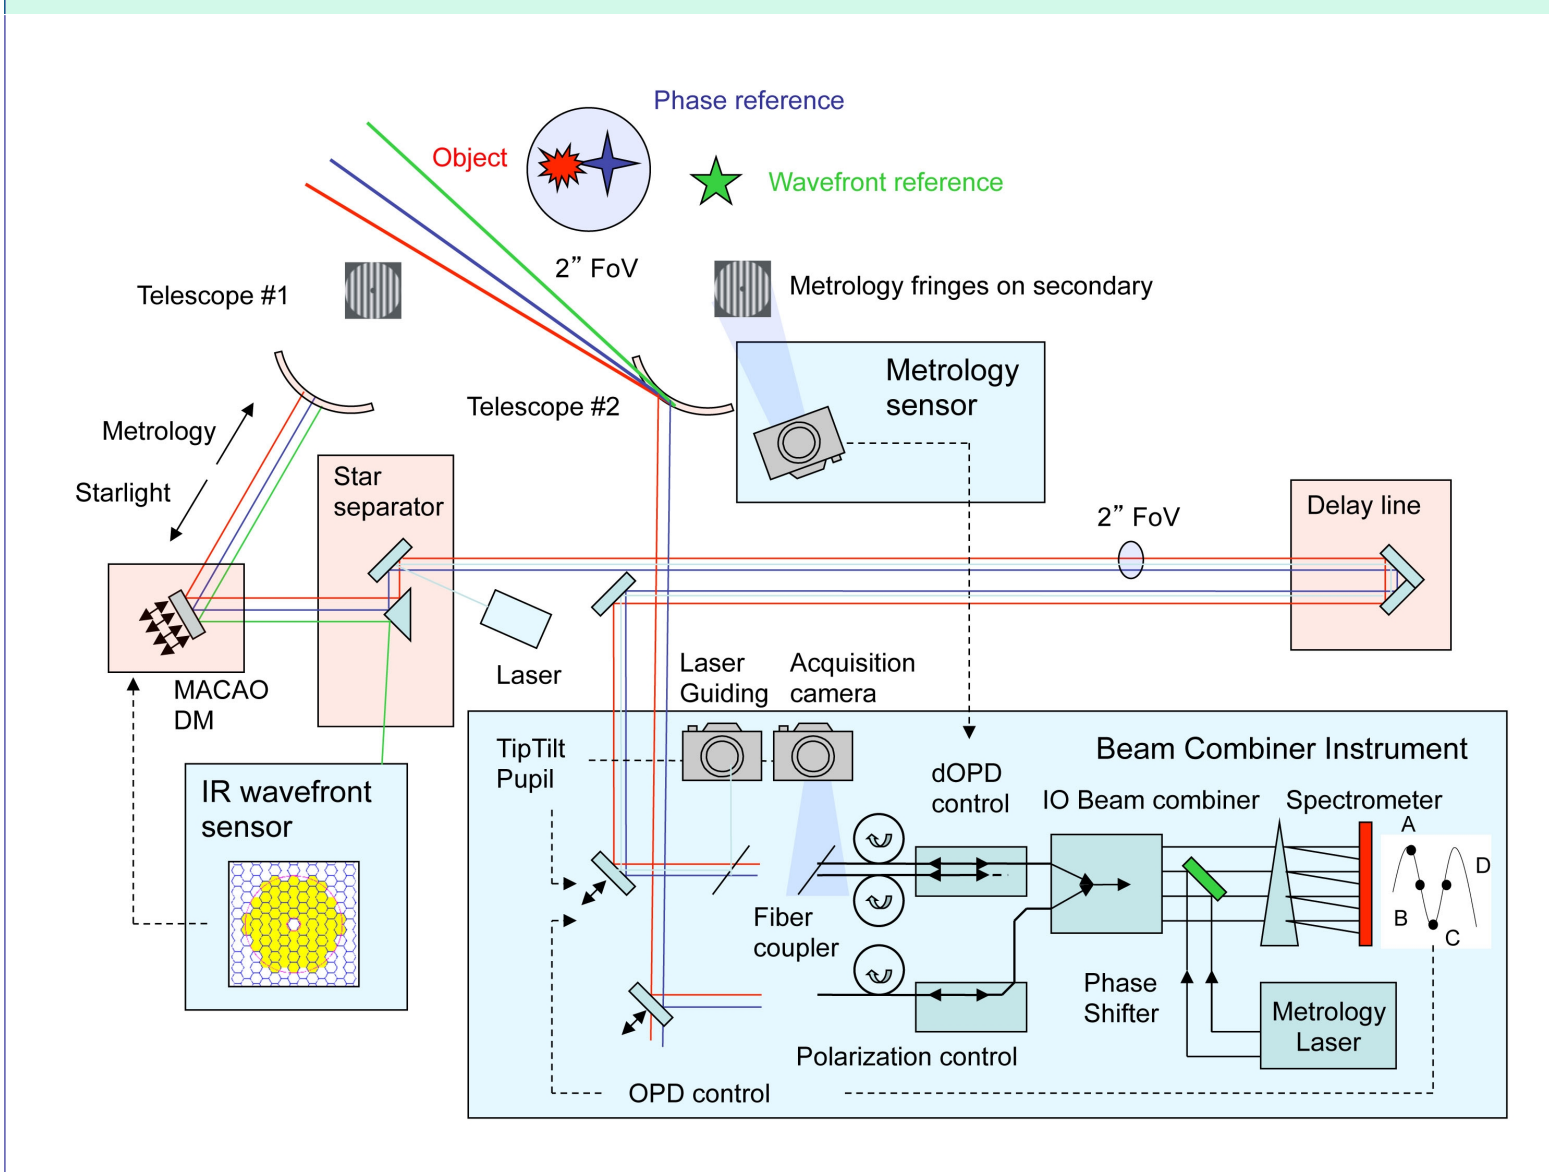 Phase reference
Object
Wavefront reference
2” FoV
Telescope #1
Metrology fringes on secondary
Metrology
sensor
Telescope #2
Metrology
Starlight
Star
separator
2” FoV
Delay line
MACAO
DM
Laser
Laser
Guiding
Acquisition
camera
IR wavefront
sensor
TipTilt
Pupil
Beam Combiner Instrument
dOPD
control
IO Beam combiner
Spectrometer
A
D
B
C
Fiber
coupler
Phase
Shifter
Metrology
Laser
Polarization control
OPD control